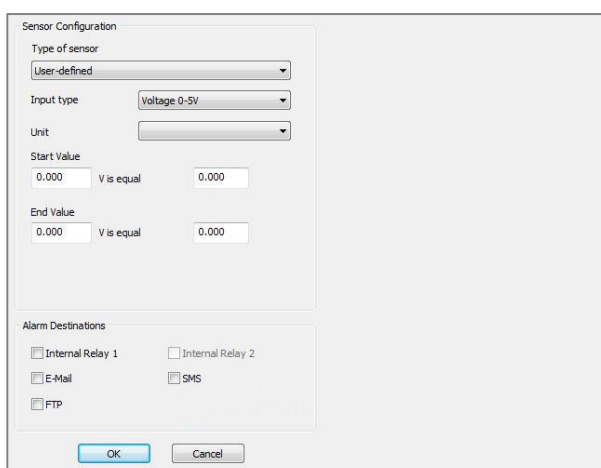 Sensor Configuration
Type of sensor
User-defined
Input type Voltage 0-5V
Unit
Start Value
0.000 V is equal 0.000
End Value
0.000 V is equal 0.000
Alarm Destinations
Internal Relay 1 Internal Relay 2
E-Mail SMS
FTP
OK Cancel